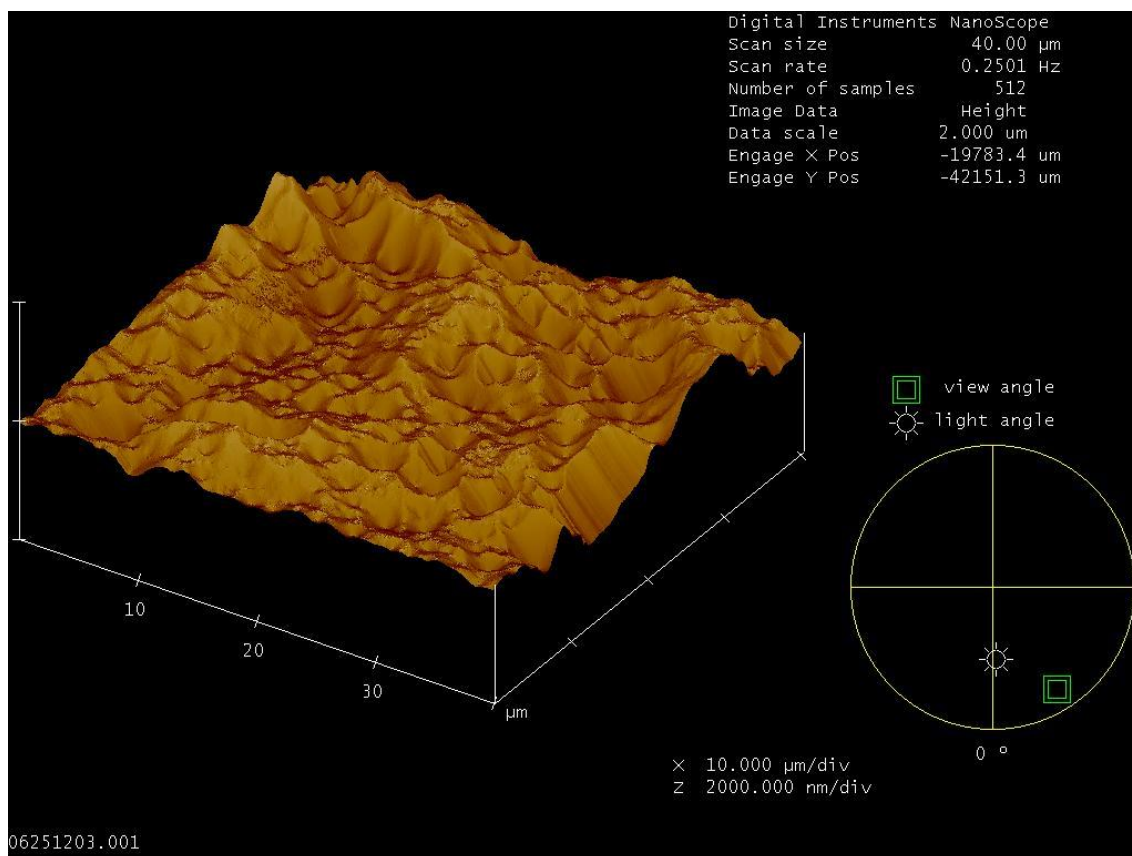 Digital Instruments NanoScope
Scan size 40.00 µm
Scan rate 0.2501 Hz
Number of samples 512
Image Data Height
Data scale 2.000 um
Engage X Pos -19783.4 um
Engage Y Pos -42151.3 um
view angle
light angle
10
20
30
µm
0 º
X 10.000 µm/div
Z 2000.000 nm/div
06251203.001